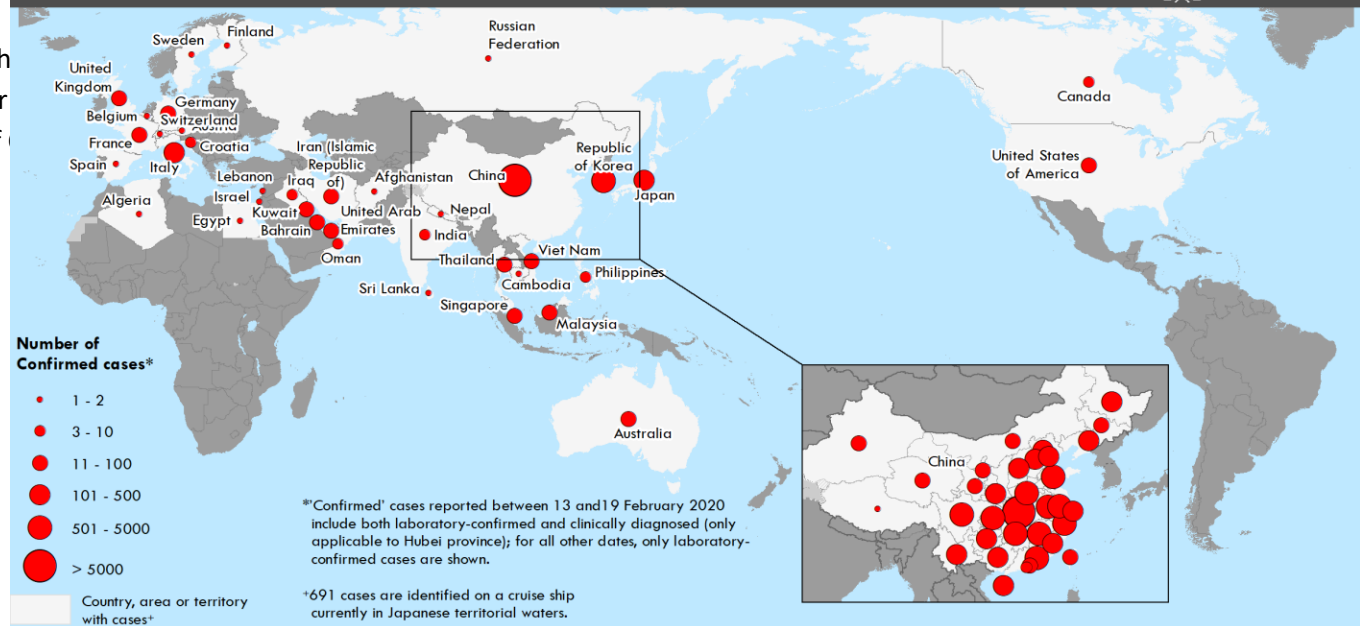 Sweden
Finland
Russian
Federation
United
Kingdom
Germany
Belgium
Switzerland
Austria
France
Croatia
Spain
Italy
Iran (Islamic
Republic
of)
Lebanon
Iraq
Afghanistan
Algeria
Israel
Egypt
Kuwait
United Arab
Emirates
Bahrain
Oman
China
Republic
of Korea
Japan
Nepal
India
Thailand
Viet Nam
Cambodia
Philippines
Sri Lanka
Singapore
Malaysia
Australia
Canada
United States
of America
China
Number of
Confirmed cases*
1 - 2
3 - 10
11 - 100
101 - 500
501 - 5000
> 5000
Country, area or territory
with cases⁺
*'Confirmed' cases reported between 13 and19 February 2020
include both laboratory-confirmed and clinically diagnosed (only
applicable to Hubei province); for all other dates, only laboratory-
confirmed cases are shown.
⁺691 cases are identified on a cruise ship
currently in Japanese territorial waters.